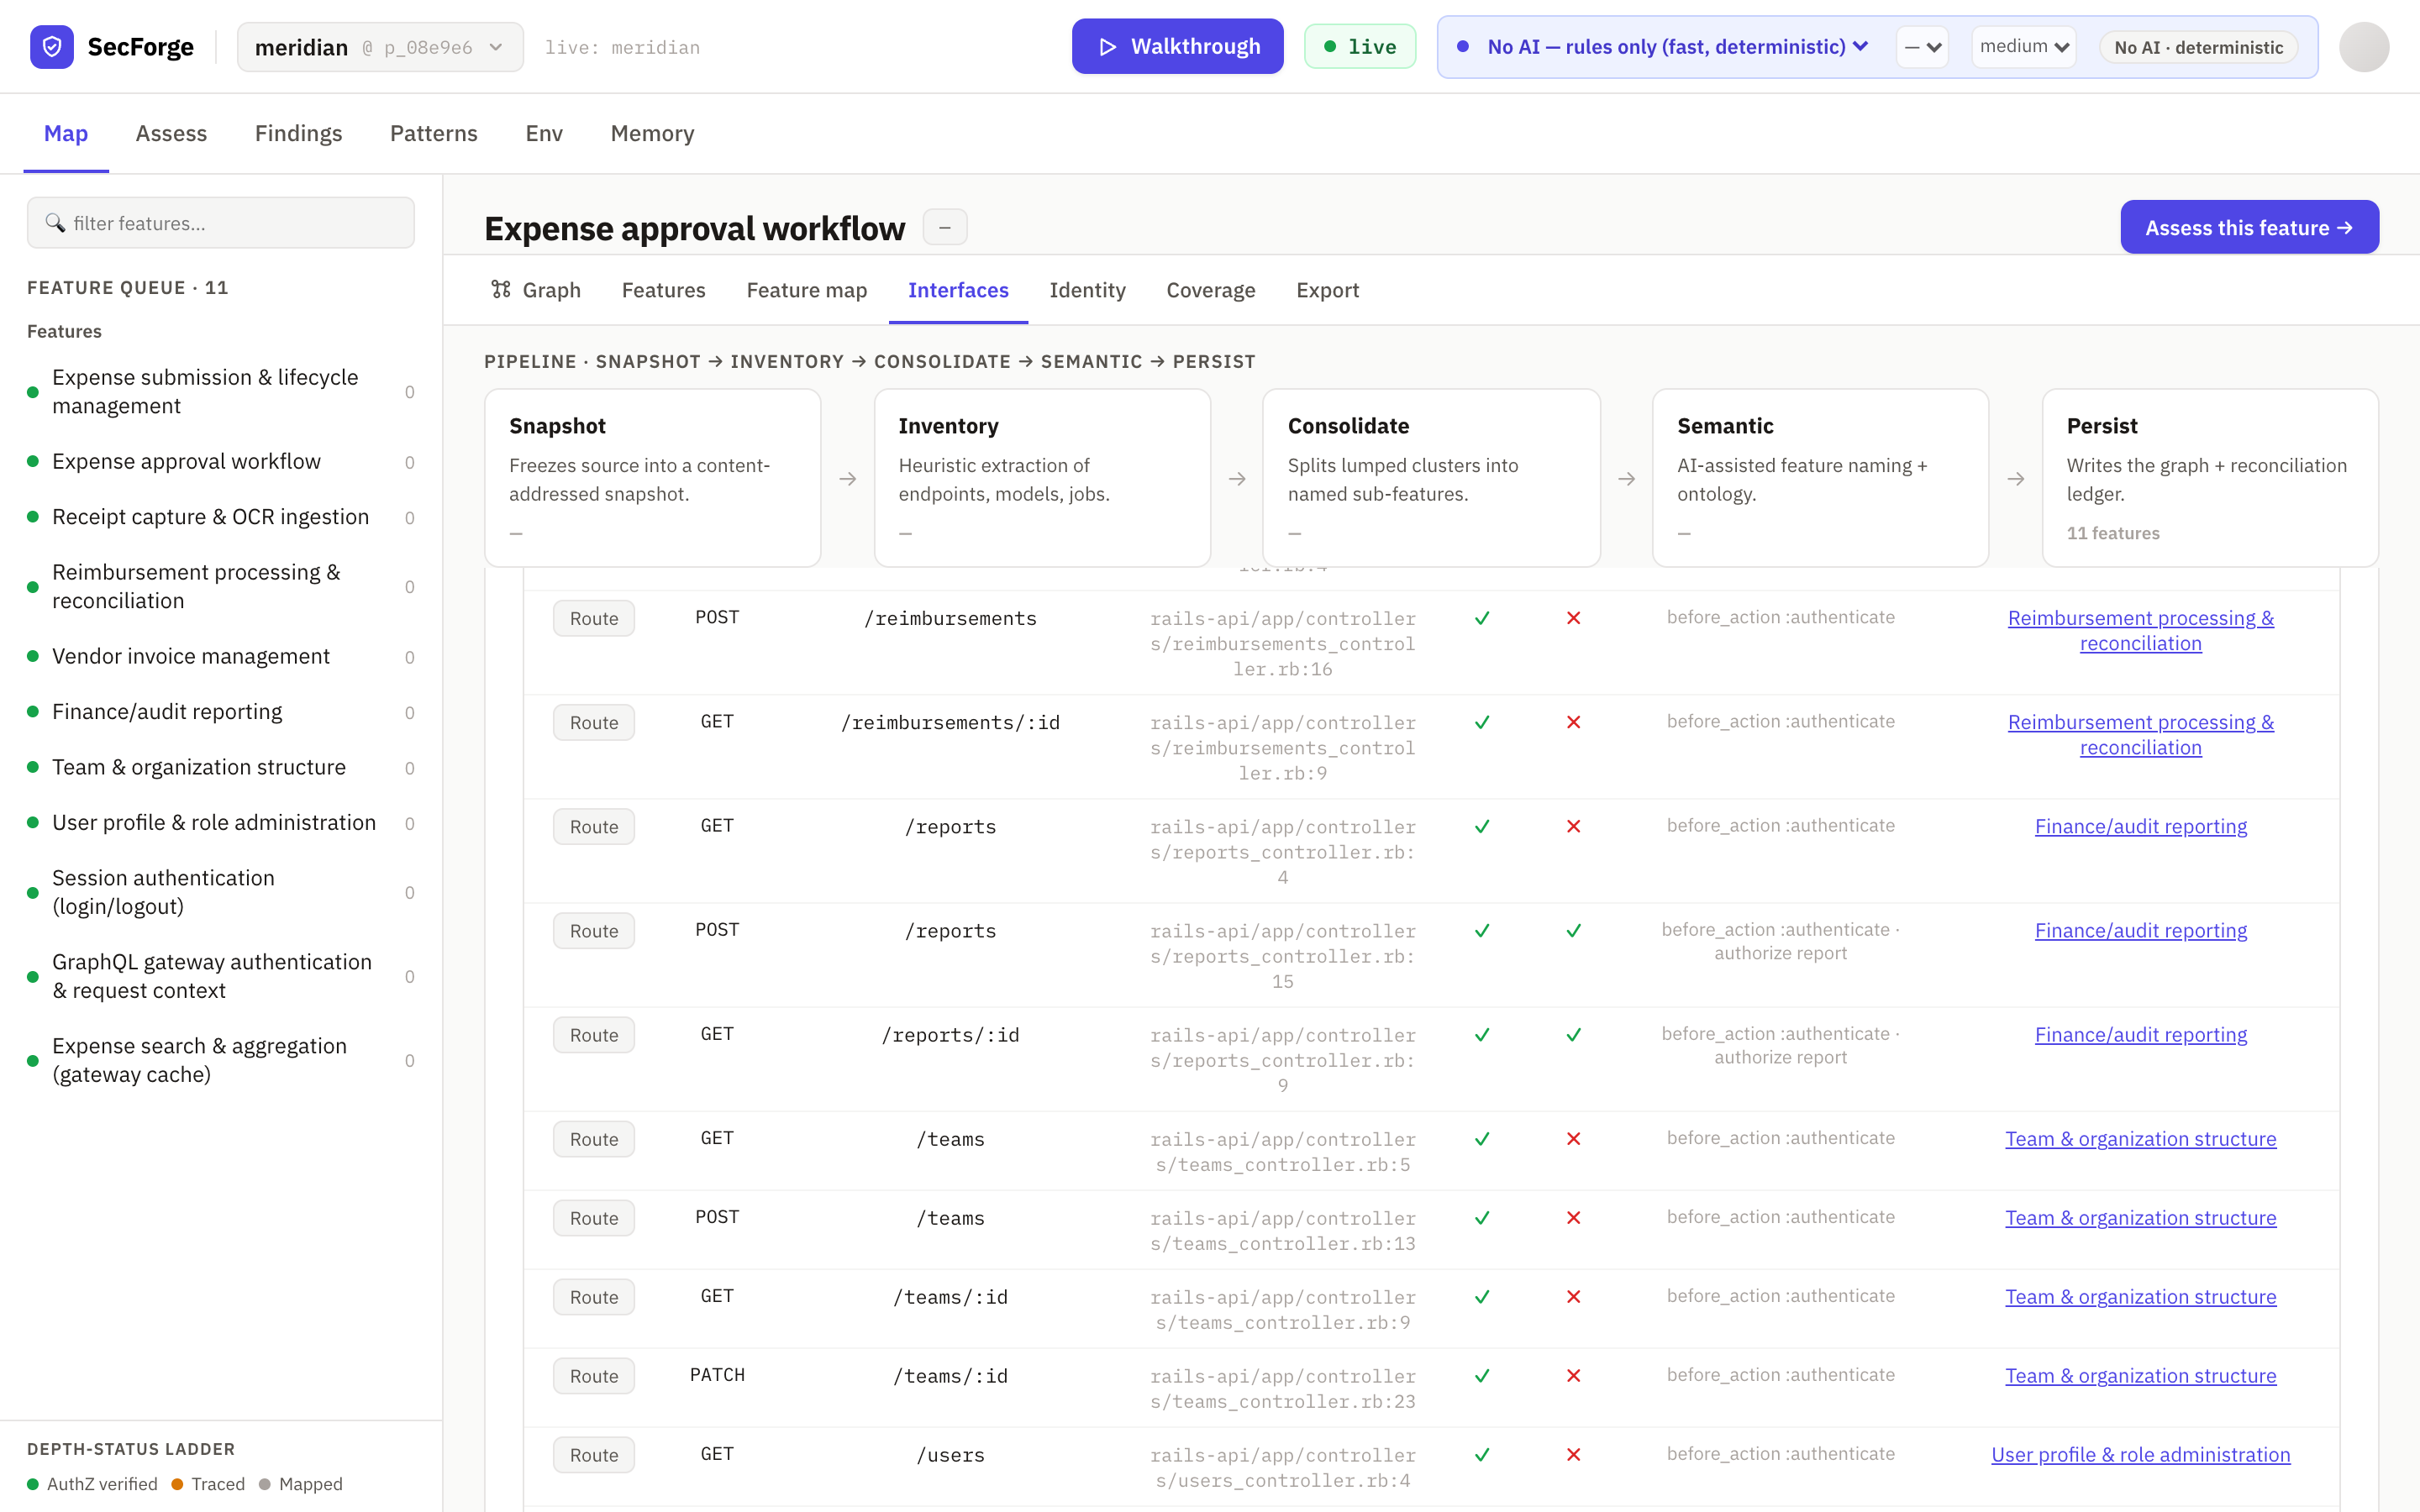 SecForge
meridian @ p_08e9e6
live: meridian
Walkthrough
live
No AI — rules only (fast, deterministic)
—
medium
No AI · deterministic
Map
Assess
Findings
Patterns
Env
Memory
filter features...
FEATURE QUEUE · 11
Features
Expense submission & lifecycle
management
0
Expense approval workflow
0
Receipt capture & OCR ingestion
0
Reimbursement processing &
reconciliation
0
Vendor invoice management
0
Finance/audit reporting
0
Team & organization structure
0
User profile & role administration
0
Session authentication
(login/logout)
0
GraphQL gateway authentication
& request context
0
Expense search & aggregation
(gateway cache)
0
DEPTH-STATUS LADDER
AuthZ verified
Traced
Mapped
Expense approval workflow
—
Assess this feature →
Graph
Features
Feature map
Interfaces
Identity
Coverage
Export
PIPELINE · SNAPSHOT → INVENTORY → CONSOLIDATE → SEMANTIC → PERSIST
Snapshot
Freezes source into a content-
addressed snapshot.
—
→
Inventory
Heuristic extraction of
endpoints, models, jobs.
—
→
Consolidate
Splits lumped clusters into
named sub-features.
—
→
Semantic
AI-assisted feature naming +
ontology.
—
→
Persist
Writes the graph + reconciliation
ledger.
11 features
Route
POST
/reimbursements
rails-api/app/controller
s/reimbursements_control
ler.rb:16
✓
✕
before_action :authenticate
Reimbursement processing &
reconciliation
Route
GET
/reimbursements/:id
rails-api/app/controller
s/reimbursements_control
ler.rb:9
✓
✕
before_action :authenticate
Reimbursement processing &
reconciliation
Route
GET
/reports
rails-api/app/controller
s/reports_controller.rb:
4
✓
✕
before_action :authenticate
Finance/audit reporting
Route
POST
/reports
rails-api/app/controller
s/reports_controller.rb:
15
✓
✓
before_action :authenticate ·
authorize report
Finance/audit reporting
Route
GET
/reports/:id
rails-api/app/controller
s/reports_controller.rb:
9
✓
✓
before_action :authenticate ·
authorize report
Finance/audit reporting
Route
GET
/teams
rails-api/app/controller
s/teams_controller.rb:5
✓
✕
before_action :authenticate
Team & organization structure
Route
POST
/teams
rails-api/app/controller
s/teams_controller.rb:13
✓
✕
before_action :authenticate
Team & organization structure
Route
GET
/teams/:id
rails-api/app/controller
s/teams_controller.rb:9
✓
✕
before_action :authenticate
Team & organization structure
Route
PATCH
/teams/:id
rails-api/app/controller
s/teams_controller.rb:23
✓
✕
before_action :authenticate
Team & organization structure
Route
GET
/users
rails-api/app/controller
s/users_controller.rb:4
✓
✕
before_action :authenticate
User profile & role administration